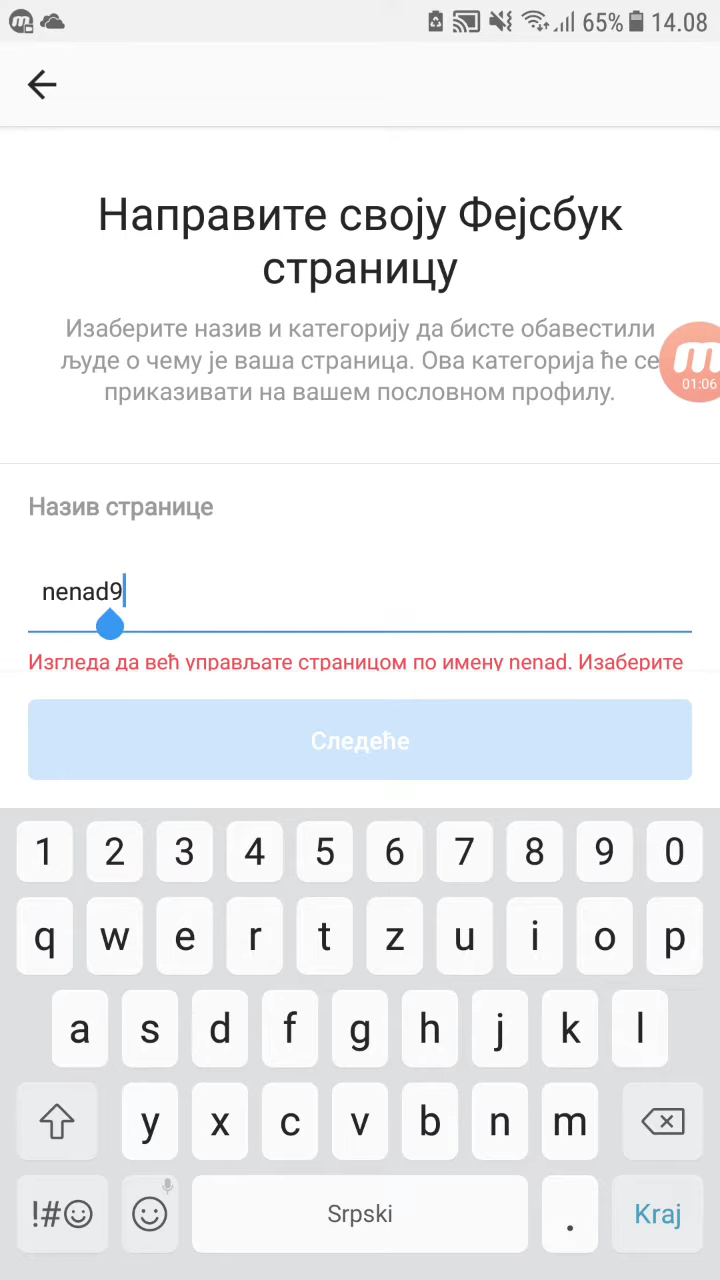 65% 14.08
Направите своју Фејсбук
страницу
Изаберите назив и категорију да бисте обавестили
људе о чему је ваша страница. Ова категорија ће се
приказивати на вашем пословном профилу.
01:06
Назив странице
nenad9
Изгледа да већ управљате страницом по имену nenad. Изаберите
Следеће
1 2 3 4 5 6 7 8 9 0
q w e r t z u i o p
a s d f g h j k l
y x c v b n m
!#☺ Srpski . Kraj